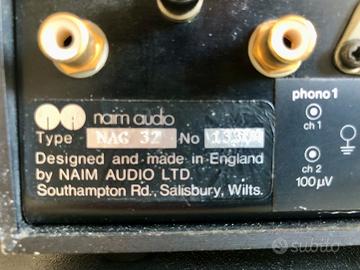 naim audio
Type NAC 32 No
Designed and made in England
by NAIM AUDIO LTD.
Southampton Rd., Salisbury, Wilts.
phono 1
ch 1
ch 2
100µV
subito